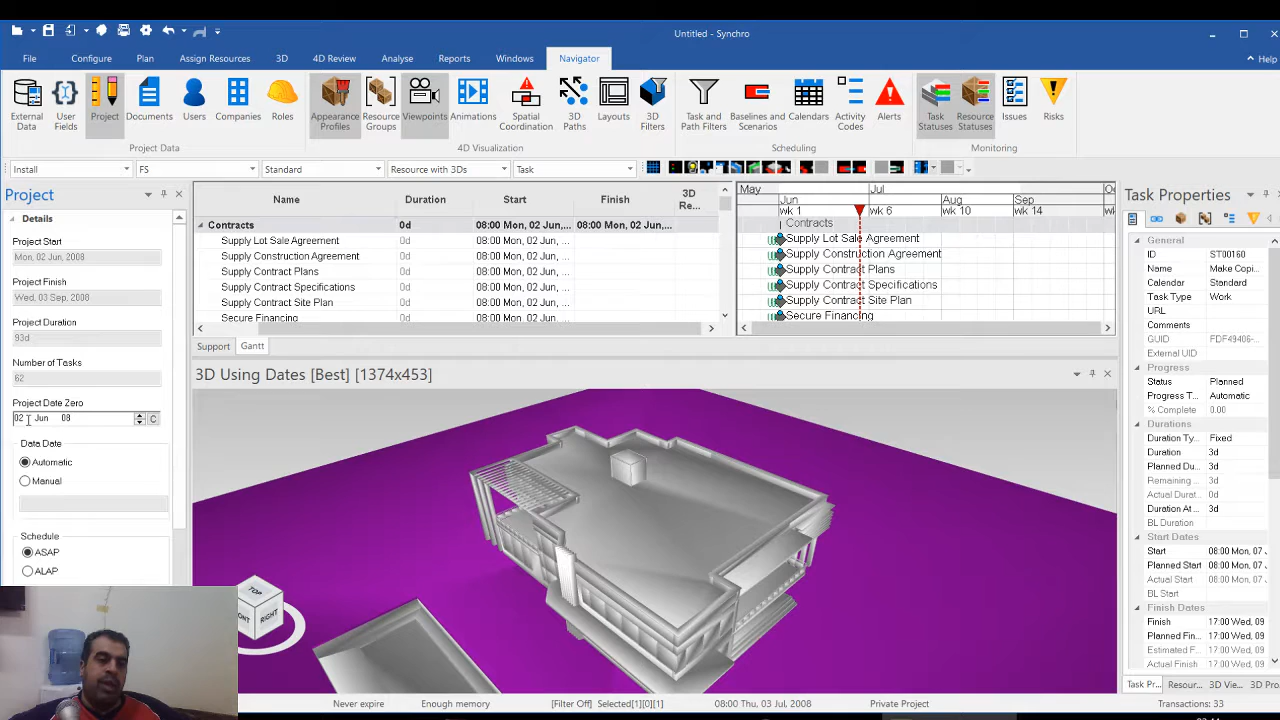 Untitled - Synchro
File Configure Plan Assign Resources 3D 4D Review Analyse Reports Windows Navigator Help
External Data
User Fields
Project
Documents
Users
Companies
Roles
Appearance Profiles
Resource Groups
Viewpoints
Animations
Spatial Coordination
3D Paths
Layouts
3D Filters
Task and Path Filters
Baselines and Scenarios
Calendars
Activity Codes
Alerts
Task Statuses
Resource Statuses
Issues
Risks
Project Data 4D Visualization Scheduling Monitoring
Install FS Standard Resource with 3D Task
Project
Details
Project Start
Mon, 02 Jun, 2008
Project Finish
Wed, 03 Sep, 2008
Project Duration
93d
Number of Tasks
62
Project Date Zero
02 Jun 08 C
Data Date
Automatic
Manual
Schedule
ASAP
ALAP
Name Duration Start Finish 3D Re...
Contracts 0d 08:00 Mon, 02 Jun,... 08:00 Mon, 02 Jun,...
Supply Lot Sale Agreement 0d 08:00 Mon, 02 Jun, ...
Supply Construction Agreement 0d 08:00 Mon, 02 Jun, ...
Supply Contract Plans 0d 08:00 Mon, 02 Jun, ...
Supply Contract Specifications 0d 08:00 Mon, 02 Jun, ...
Supply Contract Site Plan 0d 08:00 Mon, 02 Jun, ...
Secure Financing 0d 08:00 Mon, 02 Jun, ...
Support Gantt
May
Jun Jul Aug Sep
wk 1 wk 6 wk 10 wk 14
Contracts
Supply Lot Sale Agreement
Supply Construction Agreement
Supply Contract Plans
Supply Contract Specifications
Supply Contract Site Plan
Secure Financing
3D Using Dates [Best] [1374x453]
TOP
RIGHT
Task Properties
General
ID ST00160
Name Make Copi...
Calendar Standard
Task Type Work
URL
Comments
GUID FDF49406-...
External UID
Progress
Status Planned
Progress T... Automatic
% Complete 0.00
Durations
Duration Ty... Fixed
Duration 3d
Planned Du... 3d
Remaining ... 3d
Actual Durat... 0d
Duration At ... 3d
BL Duration
Start Dates
Start 08:00 Mon, 07 ...
Planned Start 08:00 Mon, 07 ...
Actual Start 08:00 Mon, 07 ...
BL Start
Finish Dates
Finish 17:00 Wed, 09 ...
Planned Fin... 17:00 Wed, 09 ...
Estimated F... 17:00 Wed, 09 ...
Actual Finish 17:00 Wed, 09 ...
Task Pr... Resour... 3D Vie... 3D Pro
Never expire Enough memory [Filter Off] Selected[1][0][1] 08:00 Thu, 03 Jul, 2008 Private Project Transactions: 33